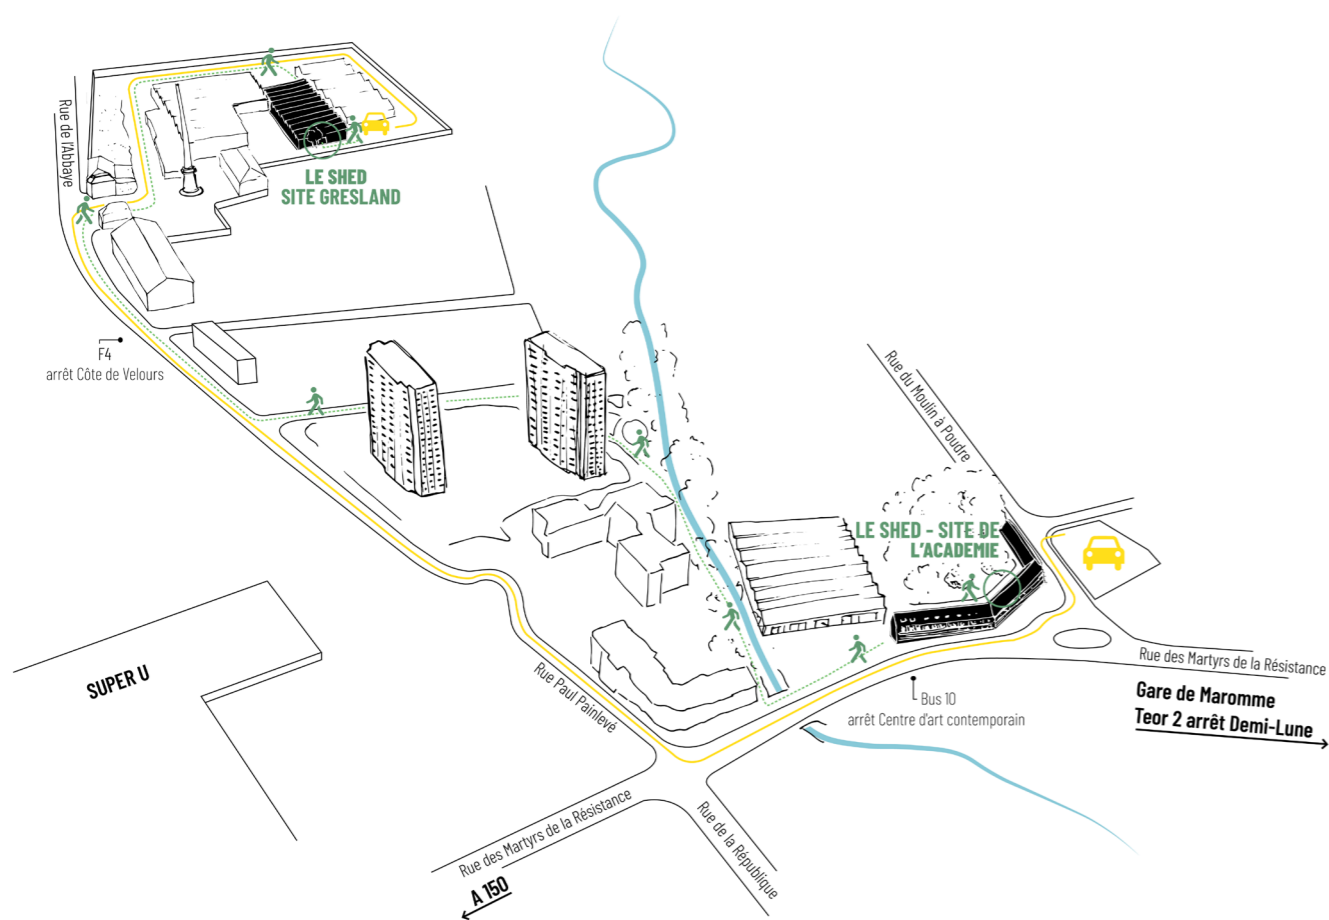 Rue de l'Abbaye
LE SHED
SITE GRESLAND
F4
arrêt Côte de Velours
Rue du Moulin à Poudre
LE SHED - SITE DE
L'ACADEMIE
SUPER U
Rue Paul Painlevé
Bus 10
arrêt Centre d'art contemporain
Rue des Martyrs de la Résistance
Gare de Maromme
Teor 2 arrêt Demi-Lune
Rue des Martyrs de la Résistance
Rue de la République
A 150